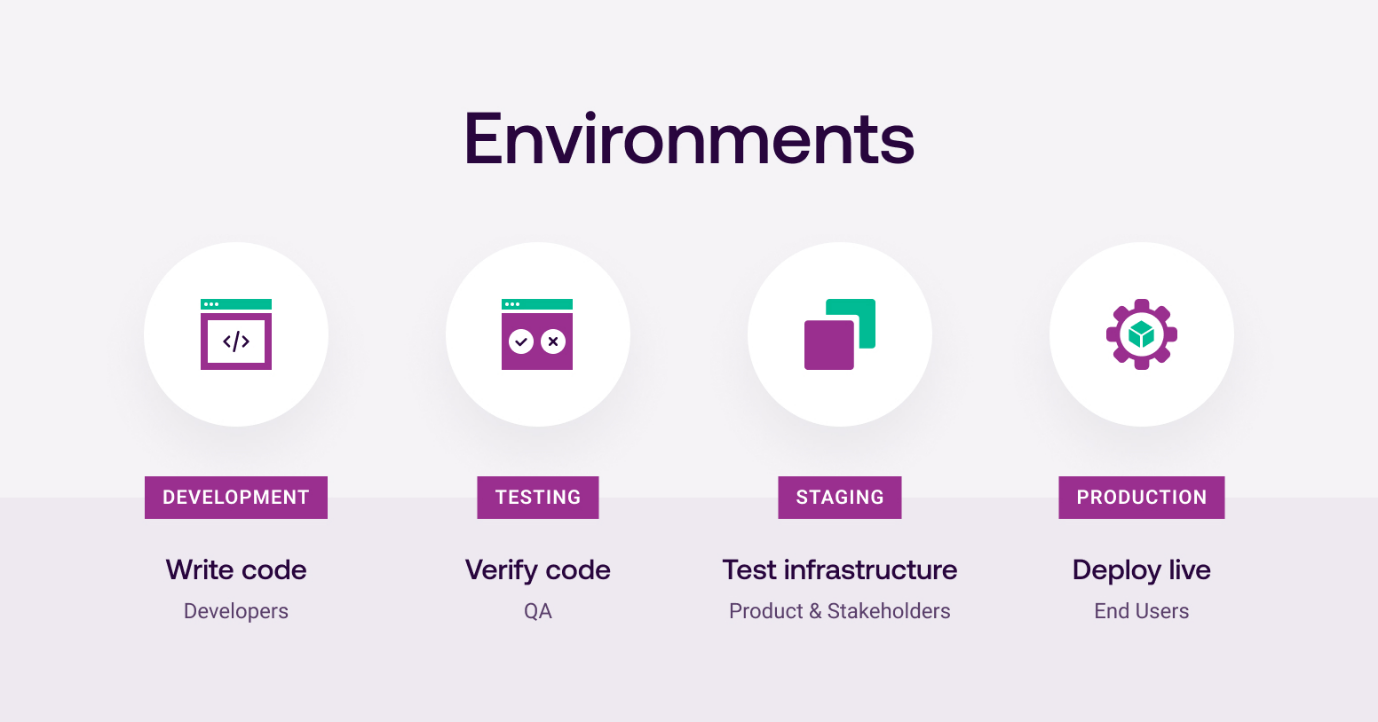 Environments
DEVELOPMENT
Write code
Developers
TESTING
Verify code
QA
STAGING
Test infrastructure
Product & Stakeholders
PRODUCTION
Deploy live
End Users